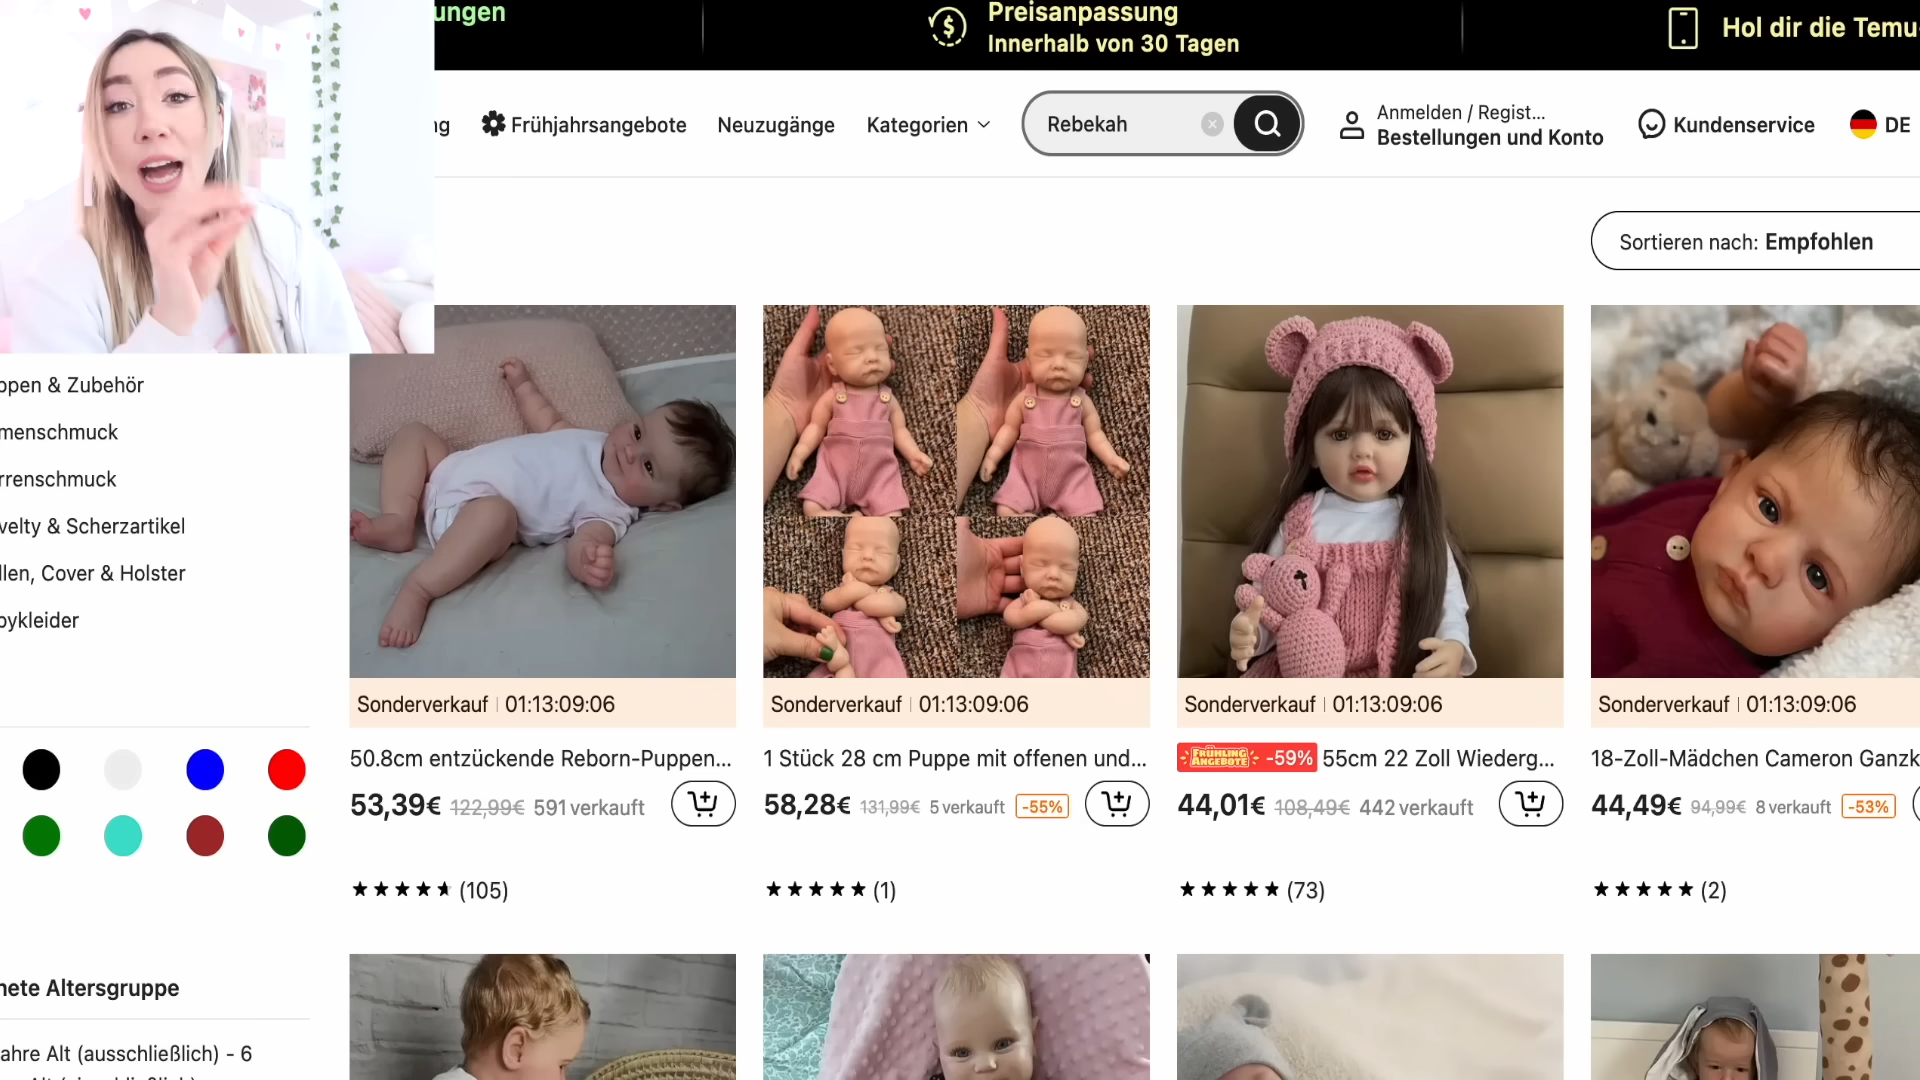 ungen
Preisanpassung
Innerhalb von 30 Tagen
Hol dir die Temu
Frühjahrsangebote
Neuzugänge
Kategorien
Rebekah
Anmelden / Regist...
Bestellungen und Konto
Kundenservice
DE
Sortieren nach: Empfohlen
ppen & Zubehör
menschmuck
rrenschmuck
velty & Scherzartikel
llen, Cover & Holster
bykleider
Sonderverkauf | 01:13:09:06
Sonderverkauf | 01:13:09:06
Sonderverkauf | 01:13:09:06
Sonderverkauf | 01:13:09:06
50.8cm entzückende Reborn-Puppen...
1 Stück 28 cm Puppe mit offenen und...
FRÜHLING ANGEBOTE -59% 55cm 22 Zoll Wiederg...
18-Zoll-Mädchen Cameron Ganzk
53,39€ 122,99€ 591 verkauft
58,28€ 131,99€ 5 verkauft -55%
44,01€ 108,49€ 442 verkauft
44,49€ 94,99€ 8 verkauft -53%
(105)
(1)
(73)
(2)
nete Altersgruppe
ahre Alt (ausschließlich) - 6